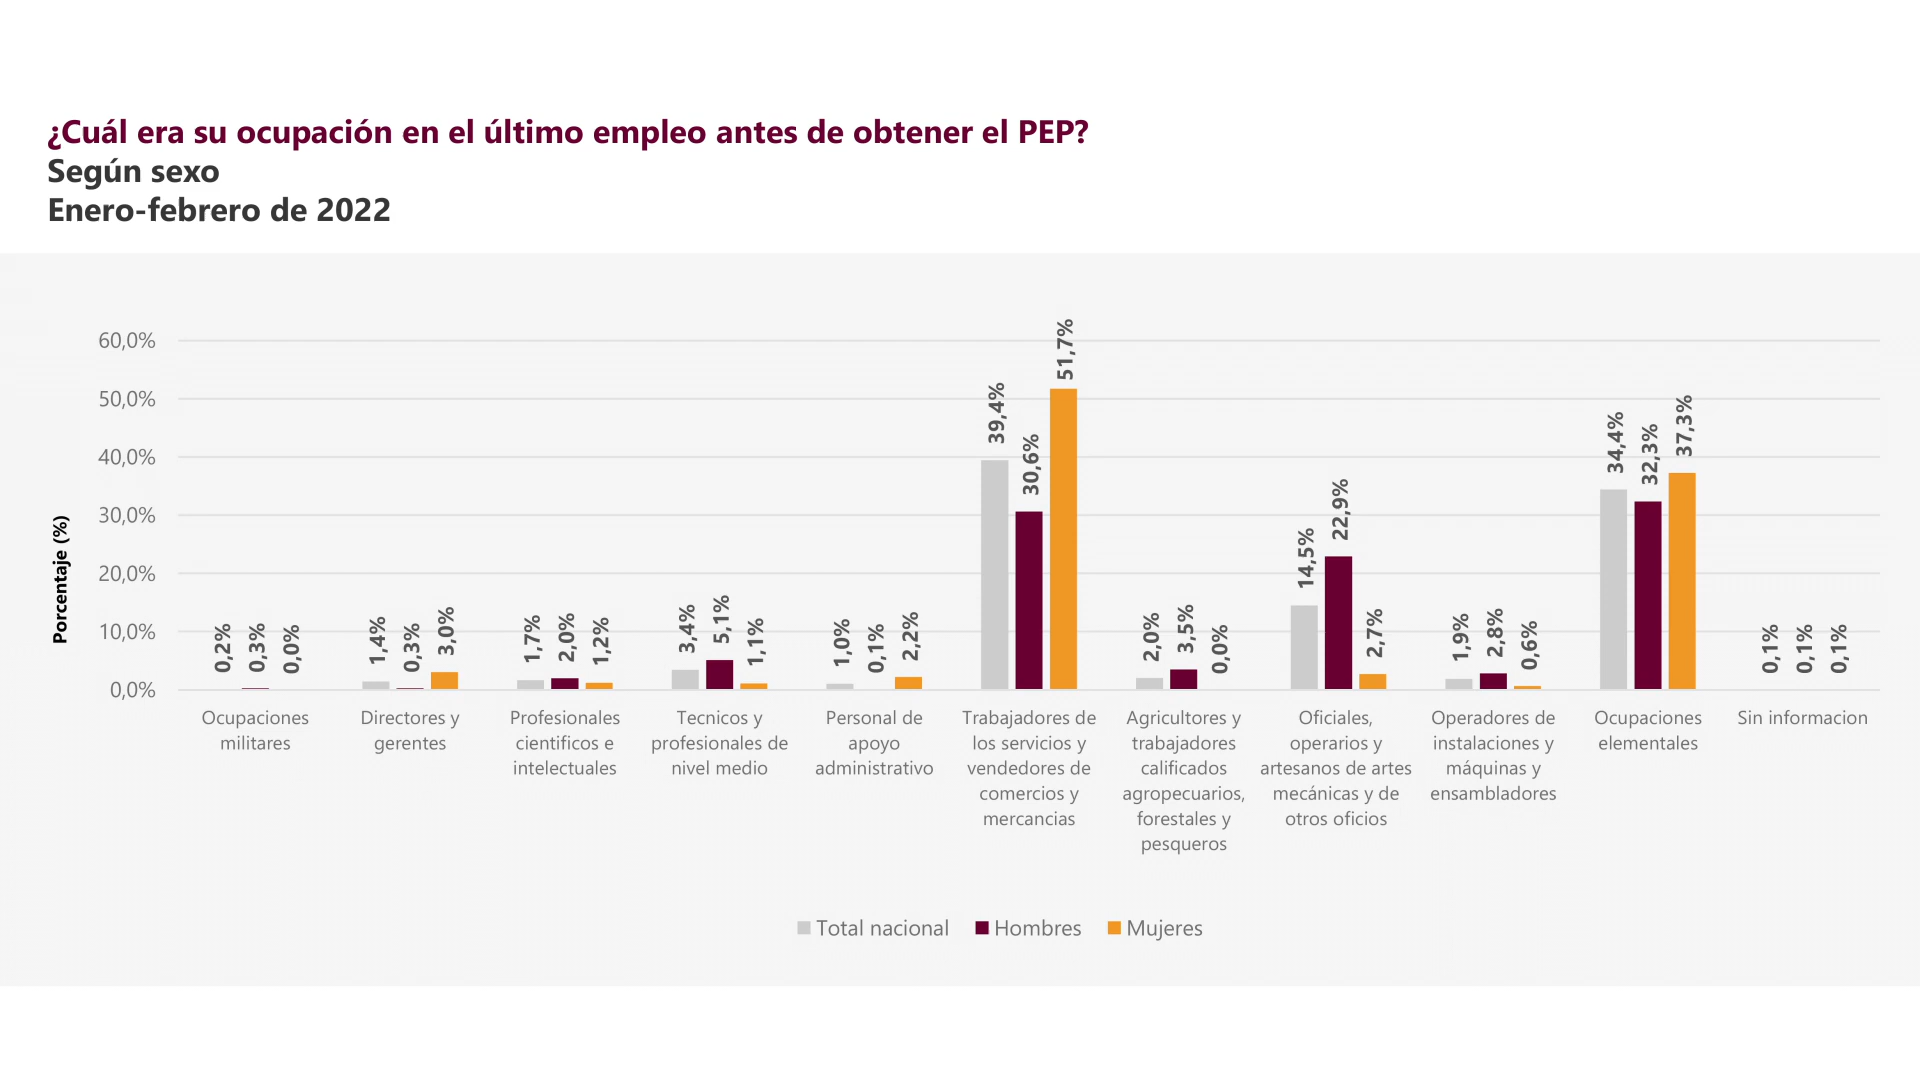 ¿Cuál era su ocupación en el último empleo antes de obtener el PEP?
Según sexo
Enero-febrero de 2022
Porcentaje (%)
60,0%
50,0%
40,0%
30,0%
20,0%
10,0%
0,0%
0,2%
0,3%
0,0%
1,4%
0,3%
3,0%
1,7%
2,0%
1,2%
3,4%
5,1%
1,1%
1,0%
0,1%
2,2%
39,4%
30,6%
51,7%
2,0%
3,5%
0,0%
14,5%
22,9%
2,7%
1,9%
2,8%
0,6%
34,4%
32,3%
37,3%
0,1%
0,1%
0,1%
Ocupaciones
militares
Directores y
gerentes
Profesionales
cientificos e
intelectuales
Tecnicos y
profesionales de
nivel medio
Personal de
apoyo
administrativo
Trabajadores de
los servicios y
vendedores de
comercios y
mercancias
Agricultores y
trabajadores
calificados
agropecuarios,
forestales y
pesqueros
Oficiales,
operarios y
artesanos de artes
mecánicas y de
otros oficios
Operadores de
instalaciones y
máquinas y
ensambladores
Ocupaciones
elementales
Sin informacion
Total nacional
Hombres
Mujeres